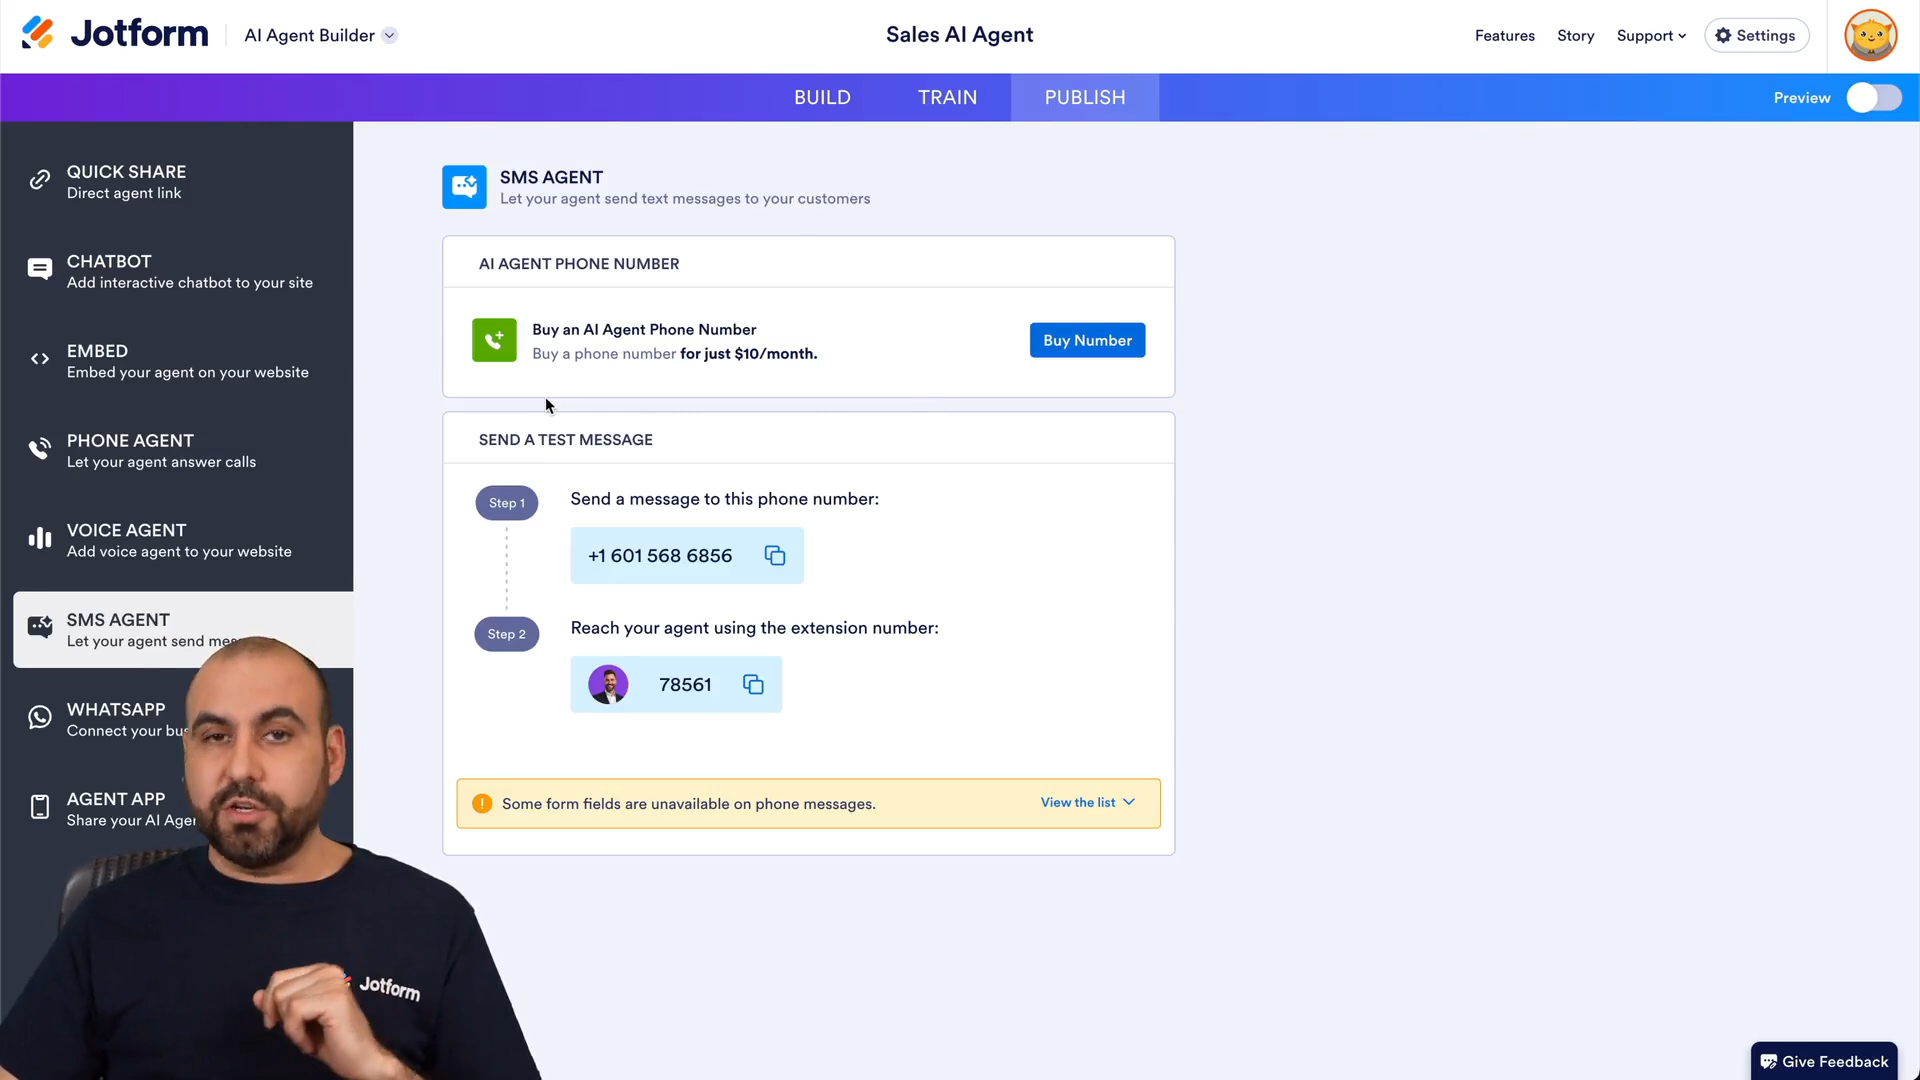 Jotform
AI Agent Builder
Sales AI Agent
Features
Story
Support
Settings
BUILD
TRAIN
PUBLISH
Preview
QUICK SHARE
Direct agent link
CHATBOT
Add interactive chatbot to your site
EMBED
Embed your agent on your website
PHONE AGENT
Let your agent answer calls
VOICE AGENT
Add voice agent to your website
SMS AGENT
Let your agent send
WHATSAPP
Connect your
AGENT APP
Share your AI
SMS AGENT
Let your agent send text messages to your customers
AI AGENT PHONE NUMBER
Buy an AI Agent Phone Number
Buy a phone number for just $10/month.
Buy Number
SEND A TEST MESSAGE
Step 1
Send a message to this phone number:
+1 601 568 6856
Step 2
Reach your agent using the extension number:
78561
Some form fields are unavailable on phone messages.
View the list
Jotform
Give Feedback